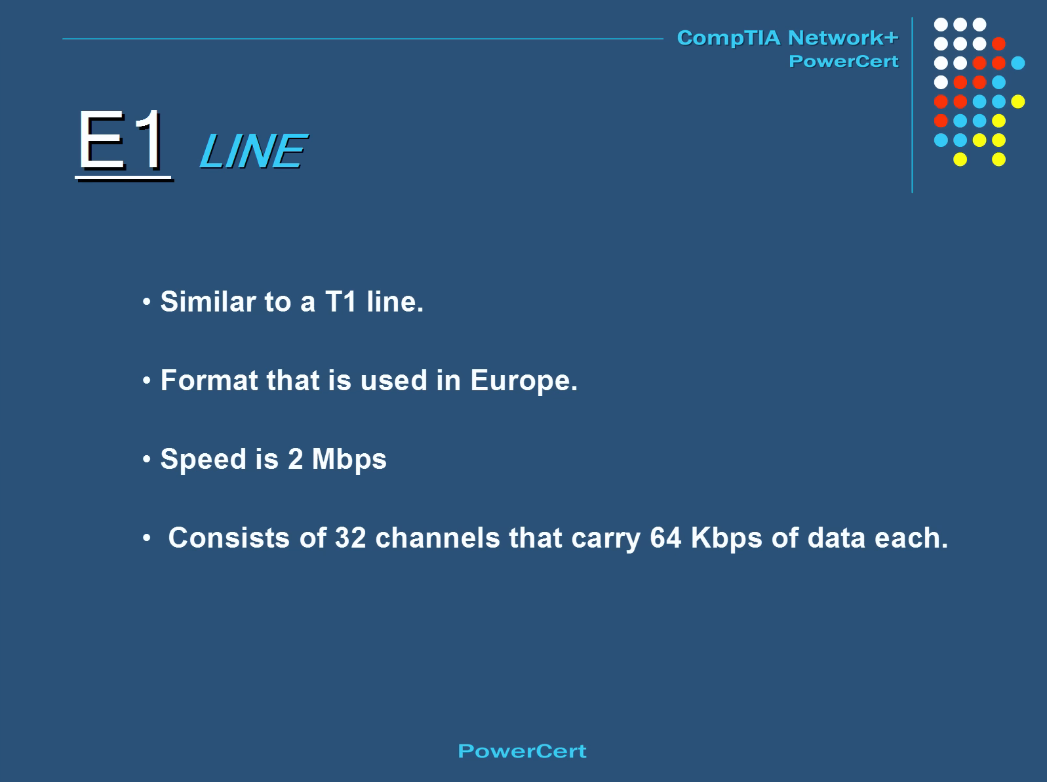 CompTIA Network+
PowerCert
E1 LINE
• Similar to a T1 line.
• Format that is used in Europe.
• Speed is 2 Mbps
• Consists of 32 channels that carry 64 Kbps of data each.
PowerCert